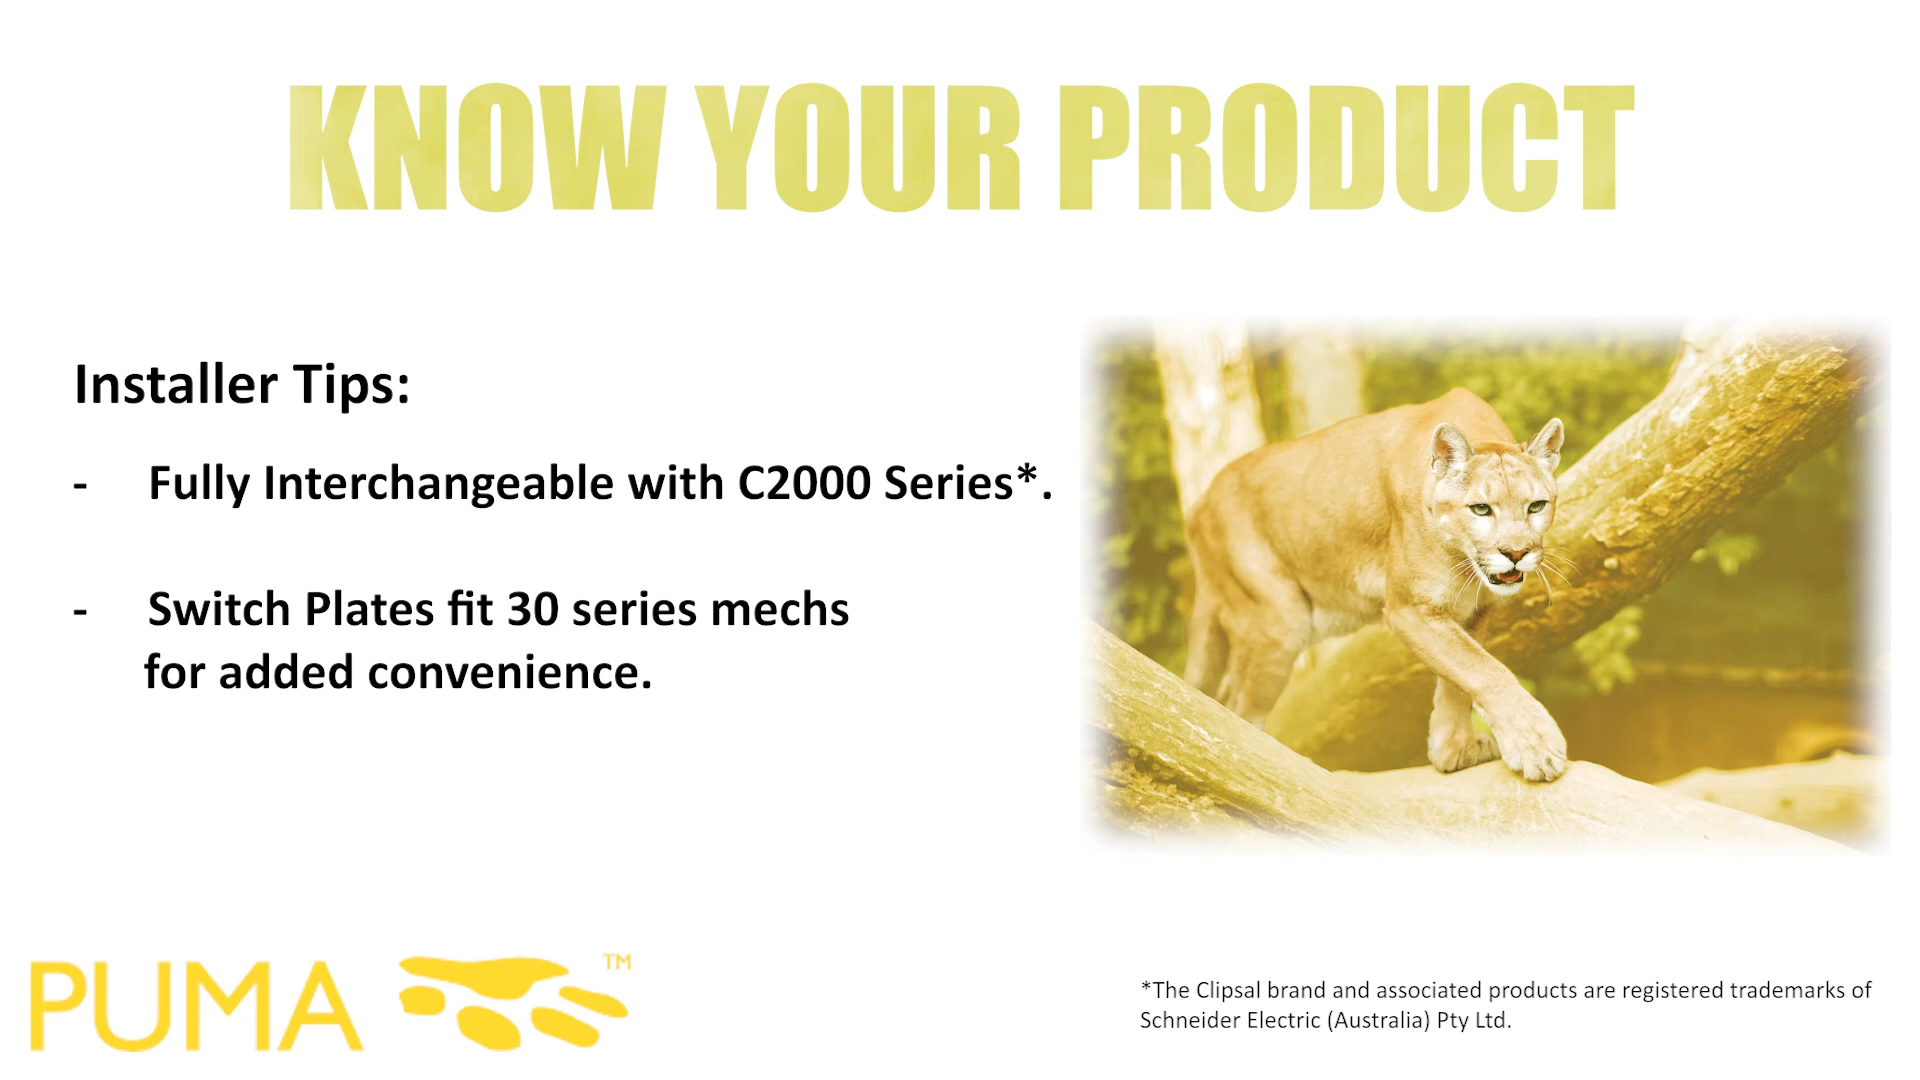 KNOW YOUR PRODUCT
Installer Tips:
- Fully Interchangeable with C2000 Series*.
- Switch Plates fit 30 series mechs
for added convenience.
PUMA TM
*The Clipsal brand and associated products are registered trademarks of
Schneider Electric (Australia) Pty Ltd.